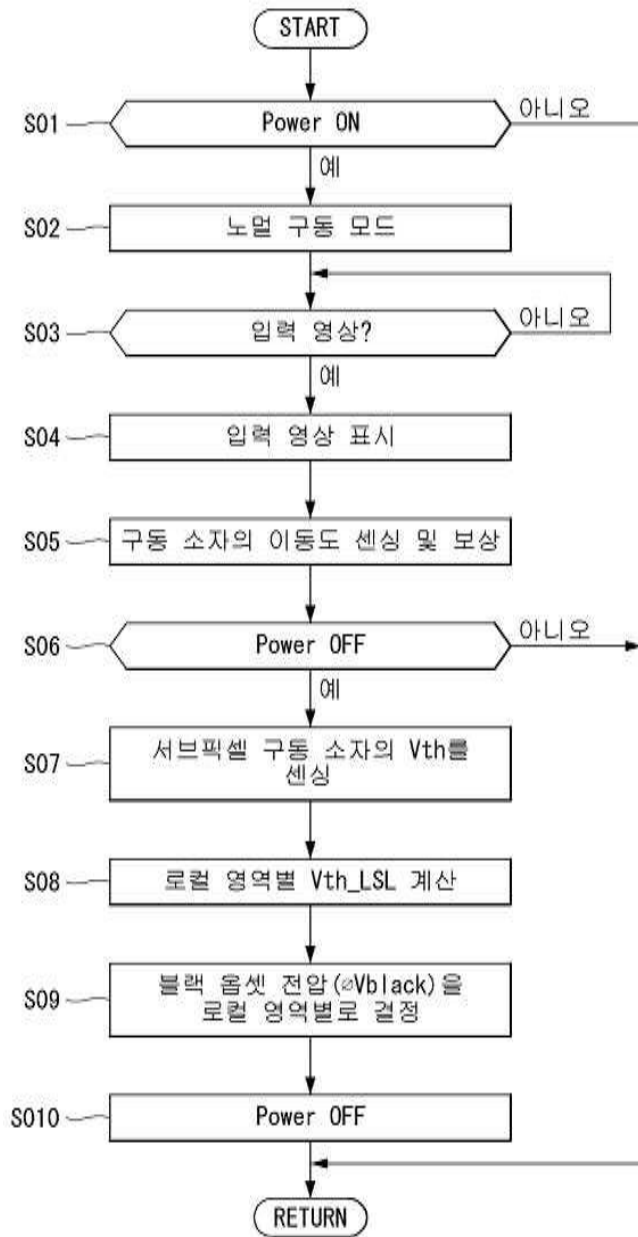 START
S01
Power ON
아니오
예
S02
노멀 구동 모드
S03
입력 영상?
아니오
예
S04
입력 영상 표시
S05
구동 소자의 이동도 센싱 및 보상
S06
Power OFF
아니오
예
S07
서브픽셀 구동 소자의 Vth를
센싱
S08
로컬 영역별 Vth_LSL 계산
S09
블랙 옵셋 전압(∅Vblack)을
로컬 영역별로 결정
S010
Power OFF
RETURN